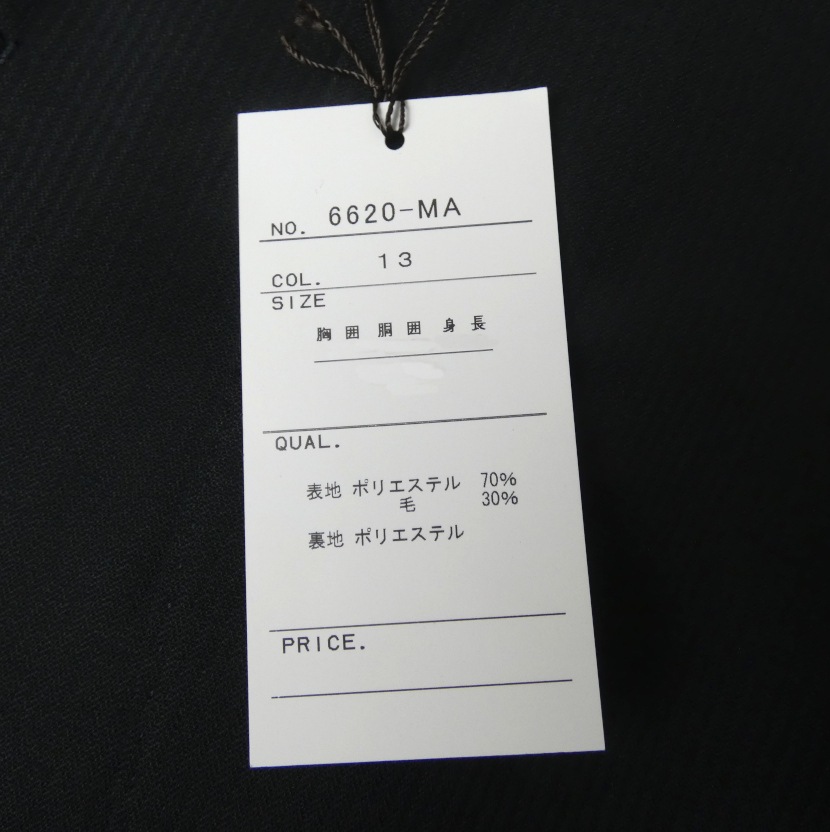 NO. 6620-MA
COL. 13
SIZE
胸囲 胴囲 身長
QUAL.
表地 ポリエステル 70%
毛 30%
裏地 ポリエステル
PRICE.